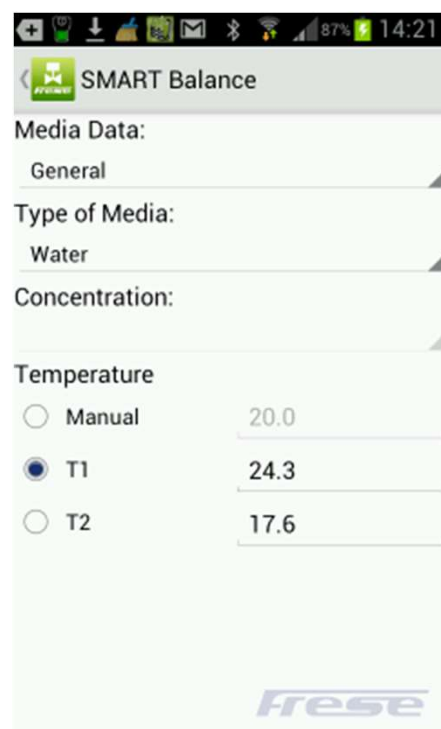 87% 14:21
FRESE SMART Balance
Media Data:
General
Type of Media:
Water
Concentration:
Temperature
Manual 20.0
T1 24.3
T2 17.6
Frese